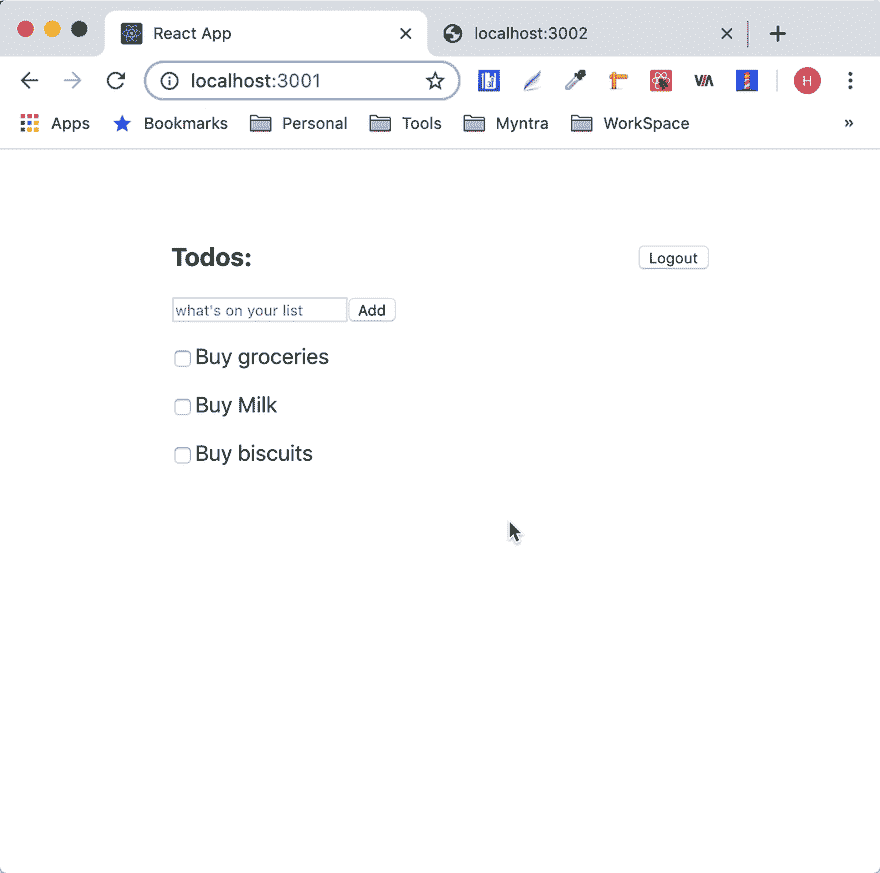 React App localhost:3002
localhost:3001 H
Apps Bookmarks Personal Tools Myntra WorkSpace »
Todos: Logout
what's on your list Add
Buy groceries
Buy Milk
Buy biscuits